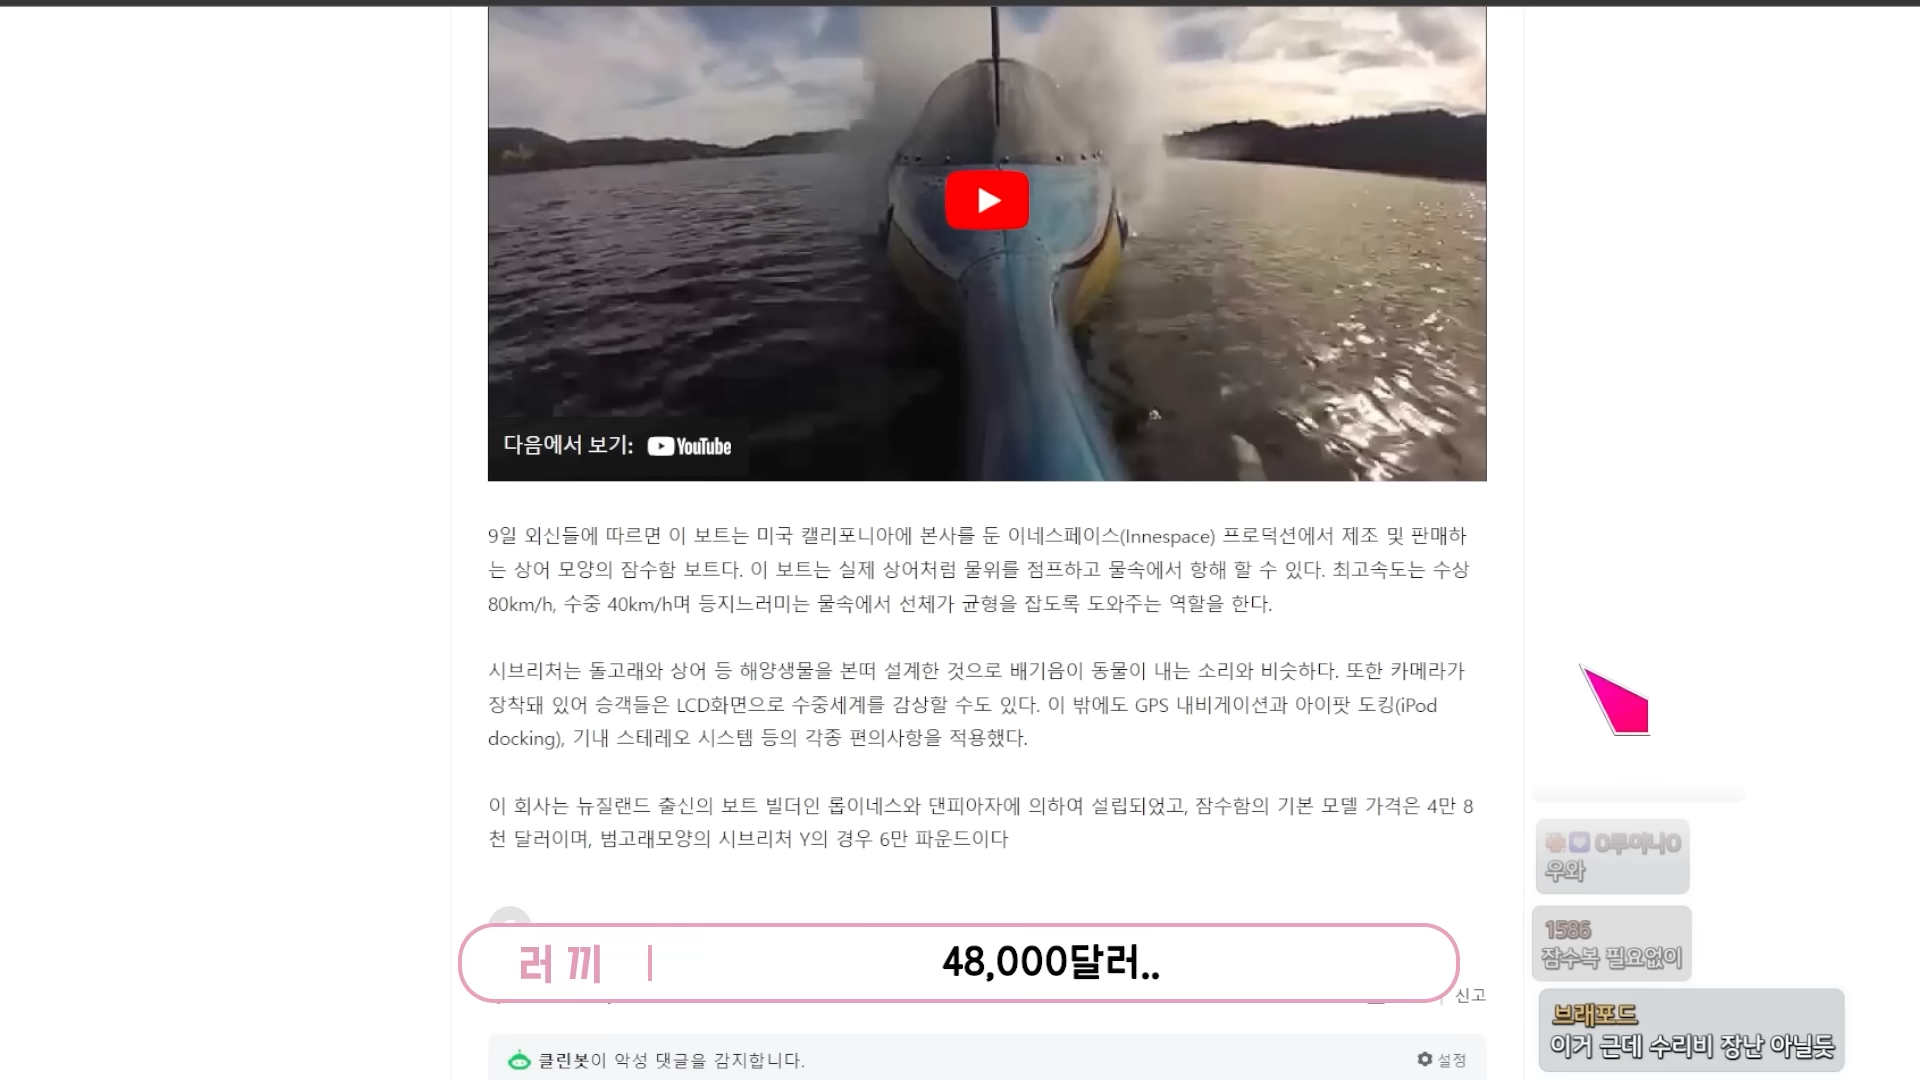 다음에서 보기: YouTube
9일 외신들에 따르면 이 보트는 미국 캘리포니아에 본사를 둔 이네스페이스(Innespace) 프로덕션에서 제조 및 판매하
는 상어 모양의 잠수함 보트다. 이 보트는 실제 상어처럼 물위를 점프하고 물속에서 항해 할 수 있다. 최고속도는 수상
80km/h, 수중 40km/h며 등지느러미는 물속에서 선체가 균형을 잡도록 도와주는 역할을 한다.
시브리처는 돌고래와 상어 등 해양생물을 본떠 설계한 것으로 배기음이 동물이 내는 소리와 비슷하다. 또한 카메라가
장착돼 있어 승객들은 LCD화면으로 수중세계를 감상할 수도 있다. 이 밖에도 GPS 내비게이션과 아이팟 도킹(iPod
docking), 기내 스테레오 시스템 등의 각종 편의사항을 적용했다.
이 회사는 뉴질랜드 출신의 보트 빌더인 롭이네스와 댄피아자에 의하여 설립되었고, 잠수함의 기본 모델 가격은 4만 8
천 달러이며, 범고래모양의 시브리처 Y의 경우 6만 파운드이다
러끼 | 48,000달러..
신고
클린봇이 악성 댓글을 감지합니다.
설정
0루이나0
우와
1586
잠수복 필요없이
브래포드
이거 근데 수리비 장난 아닐듯